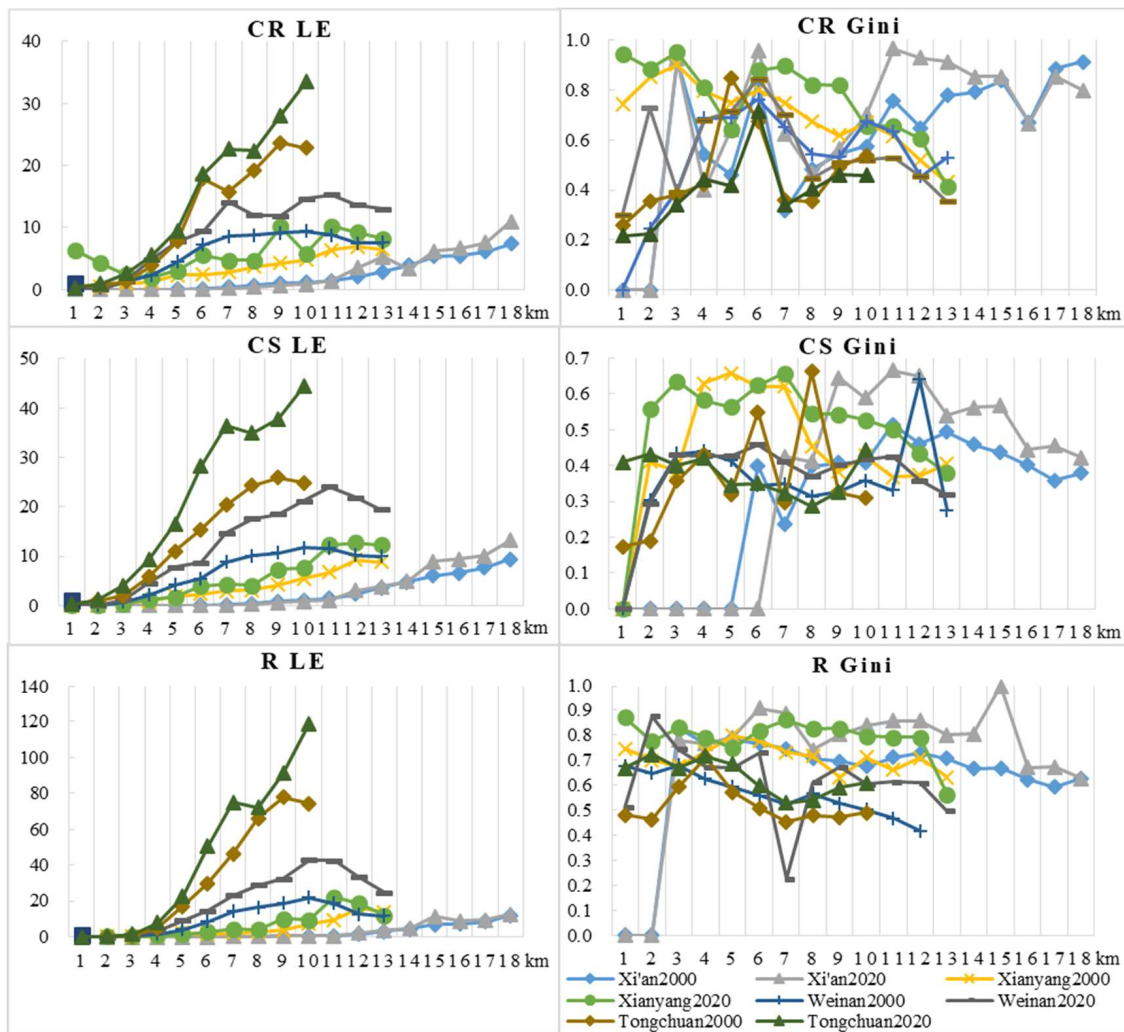 CR LE
40
30
20
10
0
1 2 3 4 5 6 7 8 9 10 11 12 13 14 15 16 17 18 km
CR Gini
1.0
0.8
0.6
0.4
0.2
0.0
1 2 3 4 5 6 7 8 9 10 11 12 13 14 15 16 17 18 km
CS LE
50
40
30
20
10
0
1 2 3 4 5 6 7 8 9 10 11 12 13 14 15 16 17 18 km
CS Gini
0.7
0.6
0.5
0.4
0.3
0.2
0.1
0.0
1 2 3 4 5 6 7 8 9 10 11 12 13 14 15 16 17 18 km
R LE
140
120
100
80
60
40
20
0
1 2 3 4 5 6 7 8 9 10 11 12 13 14 15 16 17 18 km
R Gini
1.0
0.9
0.8
0.7
0.6
0.5
0.4
0.3
0.2
0.1
0.0
1 2 3 4 5 6 7 8 9 10 11 12 13 14 15 16 17 18 km
Xi'an2000 Xi'an2020 Xianyang2000
Xianyang2020 Weinan2000 Weinan2020
Tongchuan2000 Tongchuan2020